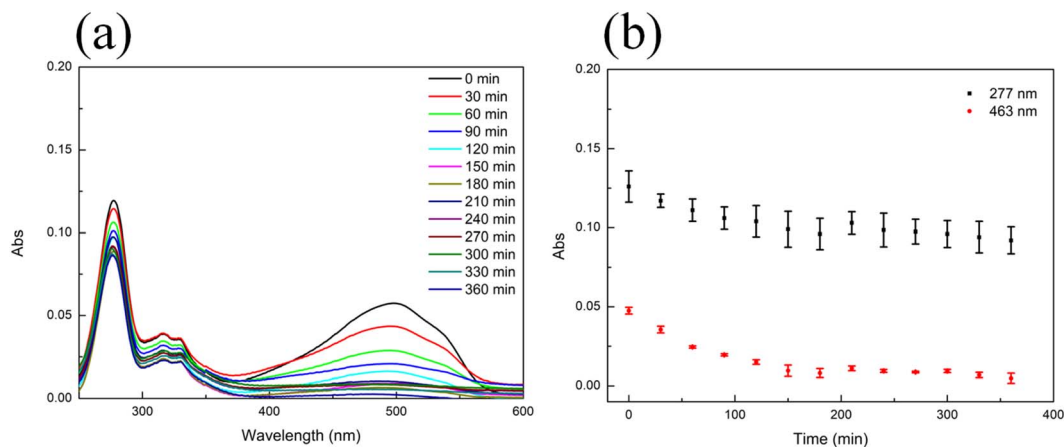 (a)
0.20
0.15
0.10
0.05
0.00
Abs
300
400
500
600
Wavelength (nm)
0 min
30 min
60 min
90 min
120 min
150 min
180 min
210 min
240 min
270 min
300 min
330 min
360 min
(b)
0.20
0.15
0.10
0.05
0.00
Abs
0
100
200
300
400
Time (min)
277 nm
463 nm